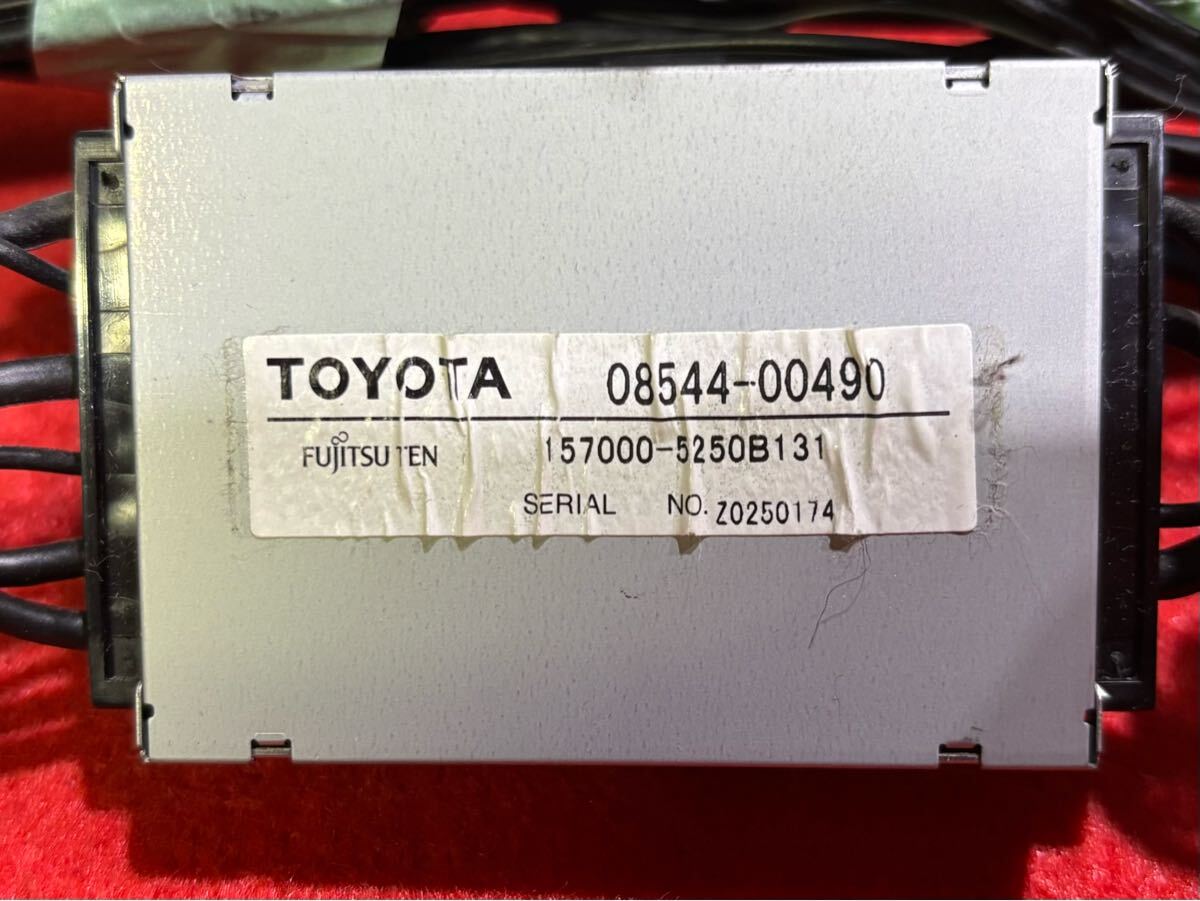 TOYOTA 08544-00490
FUJITSU TEN 157000-5250B131
SERIAL NO. Z0250174